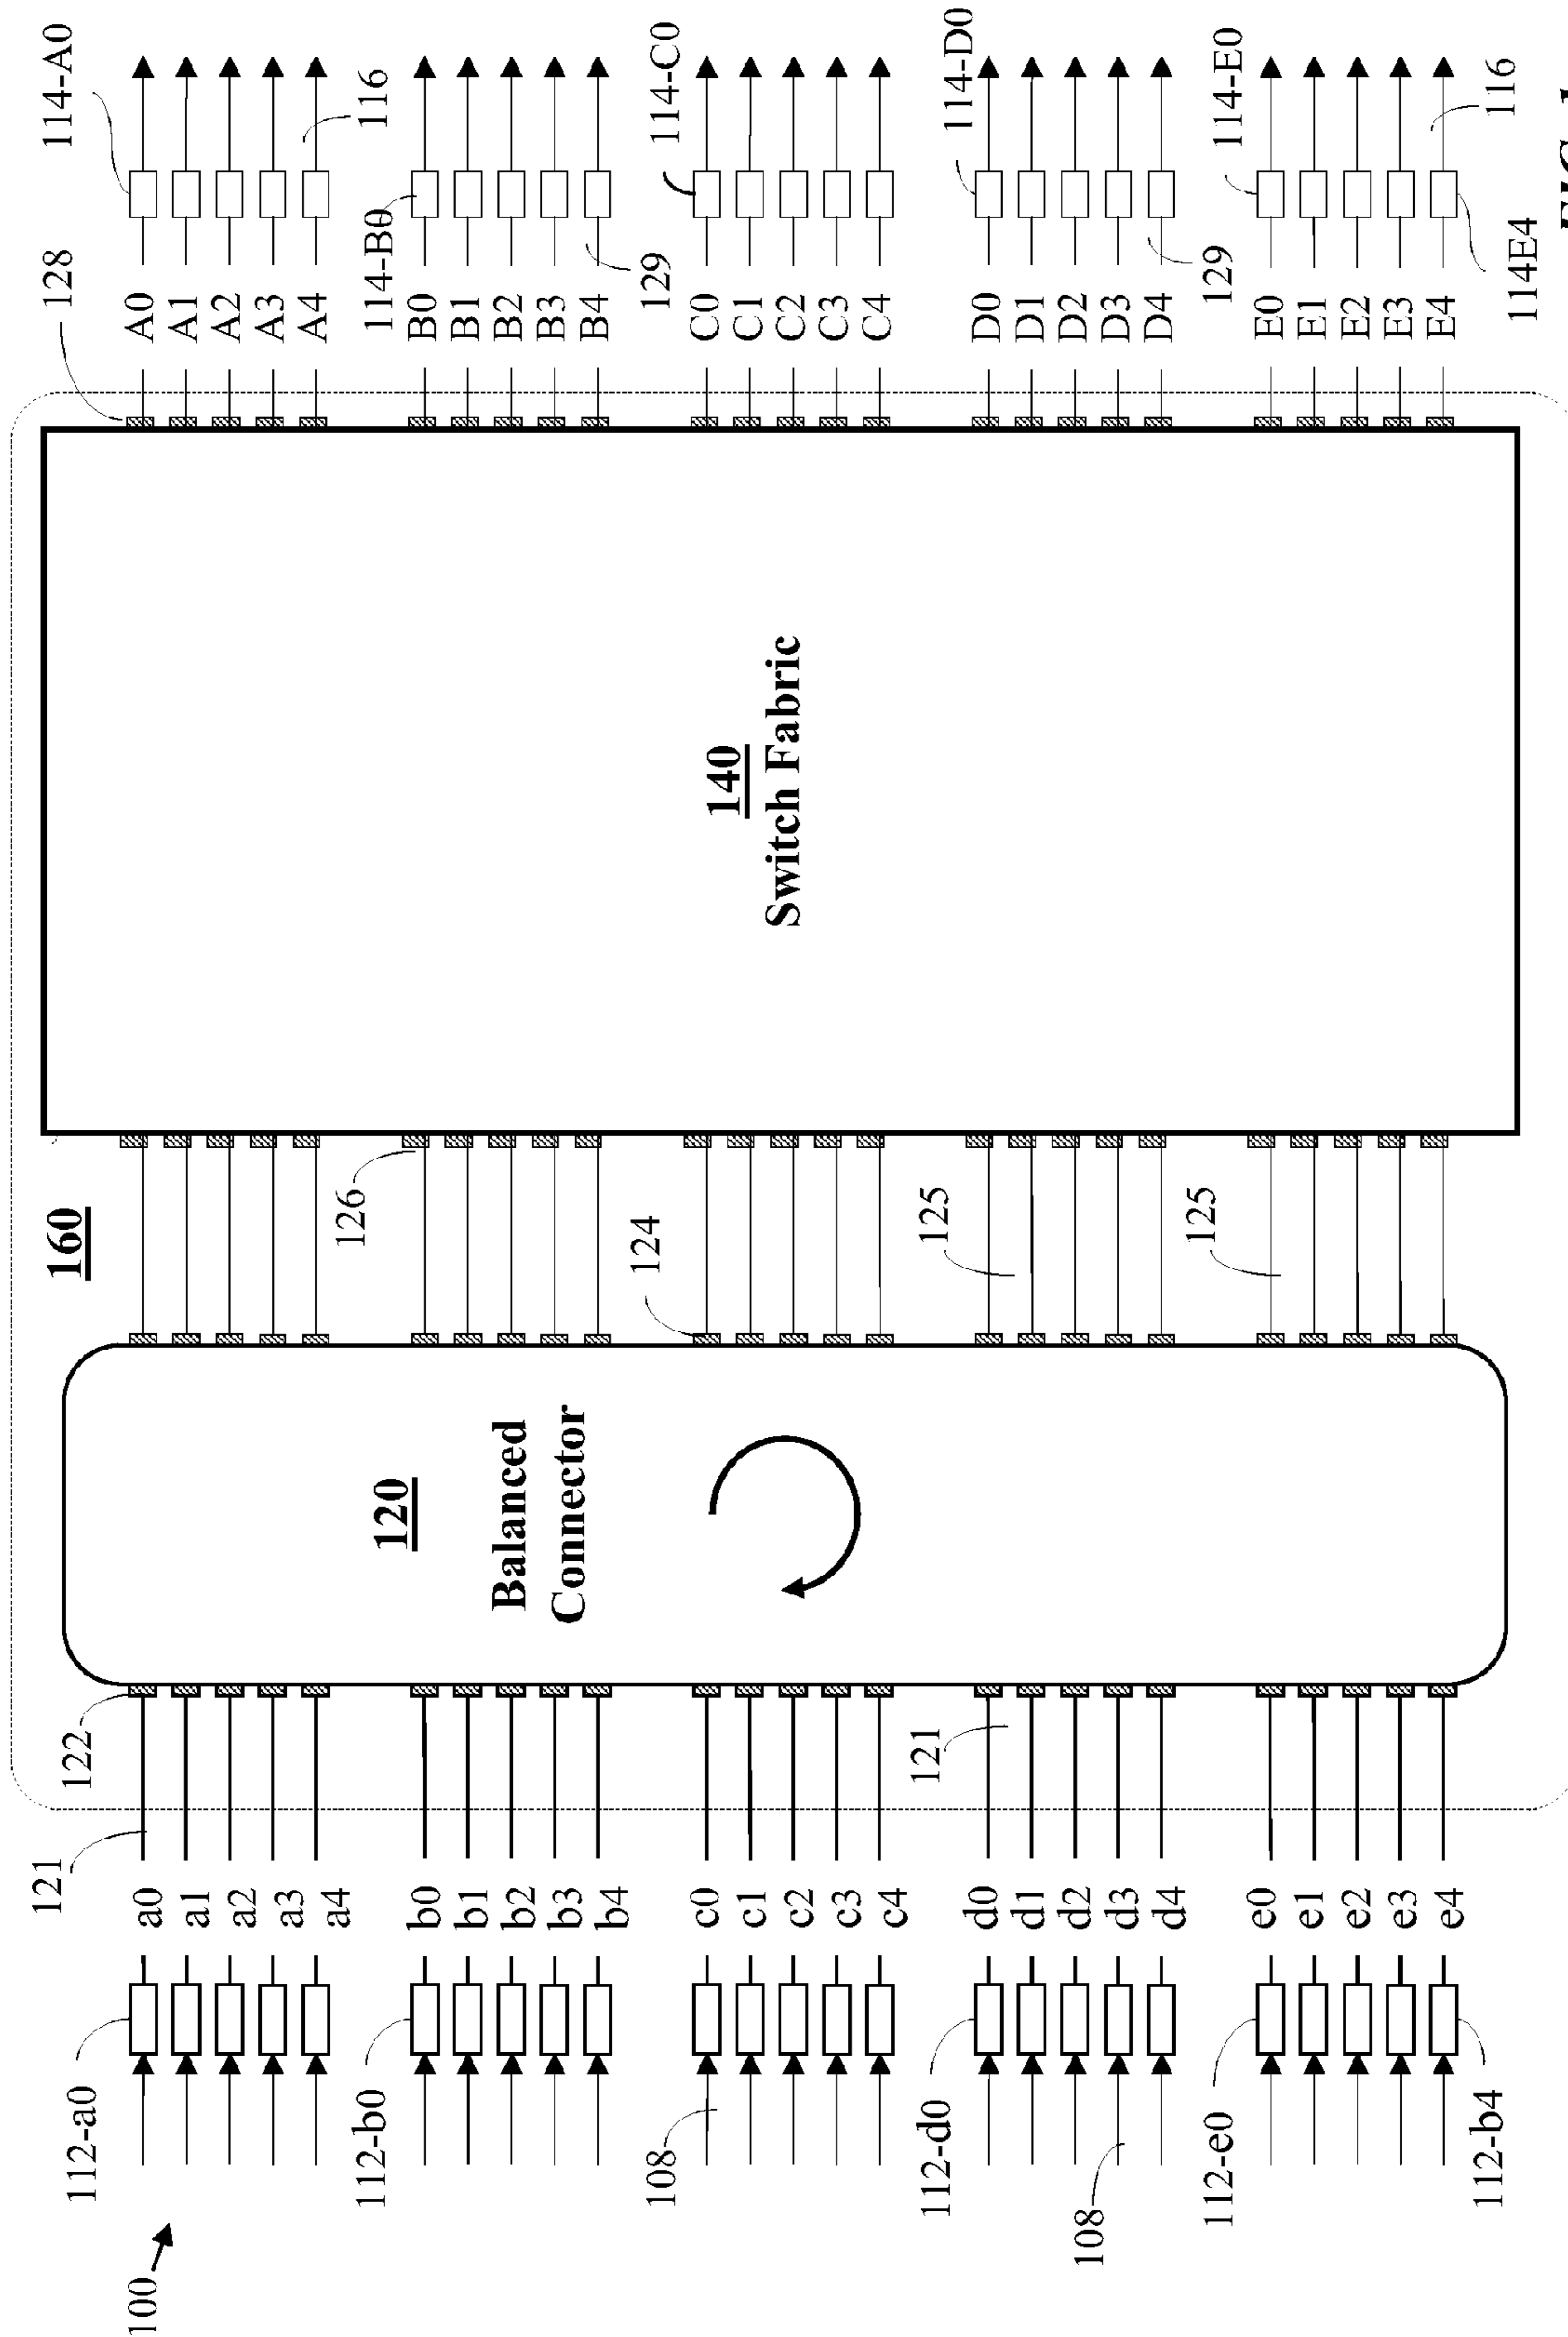 100
112-a0
121
122
160
128
114-A0
a0
A0
a1
A1
a2
A2
a3
A3
a4
A4
116
112-b0
120
126
114-B0
b0
B0
b1
B1
b2
B2
b3
B3
b4
B4
Balanced
Connector
129
108
124
114-C0
c0
C0
c1
C1
c2
C2
c3
C3
c4
C4
140
Switch Fabric
112-d0
121
125
114-D0
d0
D0
d1
D1
d2
D2
d3
D3
d4
D4
108
129
112-e0
125
114-E0
e0
E0
e1
E1
e2
E2
e3
E3
e4
E4
112-b4
116
114E4